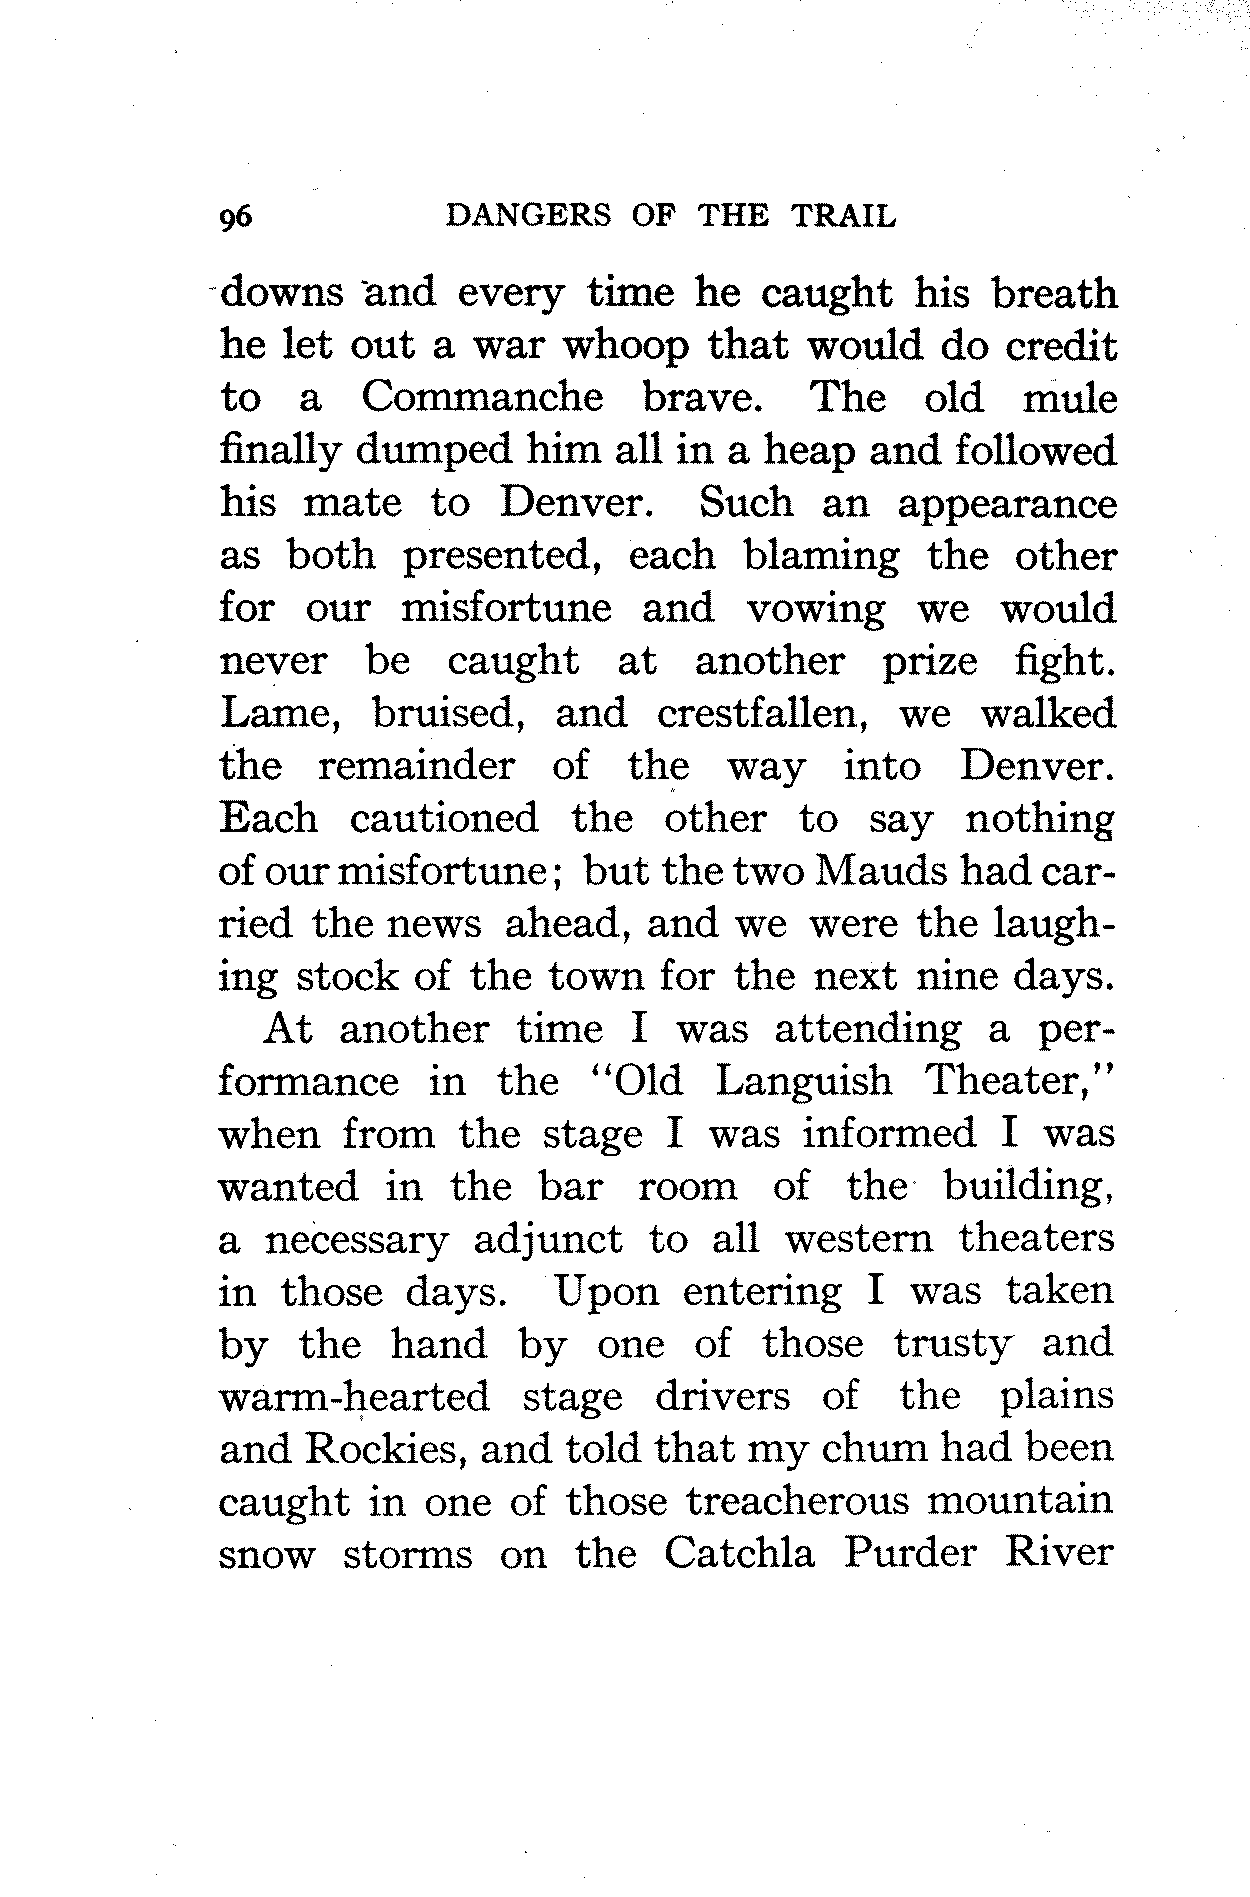 96 DANGERS OF THE TRAIL
downs and every time he caught his breath
he let out a war whoop that would do credit
to a Commanche brave. The old mule
finally dumped him all in a heap and followed
his mate to Denver. Such an appearance
as both presented, each blaming the other
for our misfortune and vowing we would
never be caught at another prize fight.
Lame, bruised, and crestfallen, we walked
the remainder of the way into Denver.
Each cautioned the other to say nothing
of our misfortune; but the two Mauds had car-
ried the news ahead, and we were the laugh-
ing stock of the town for the next nine days.
At another time I was attending a per-
formance in the "Old Languish Theater,"
when from the stage I was informed I was
wanted in the bar room of the building,
a necessary adjunct to all western theaters
in those days. Upon entering I was taken
by the hand by one of those trusty and
warm-hearted stage drivers of the plains
and Rockies, and told that my chum had been
caught in one of those treacherous mountain
snow storms on the Catchla Purder River